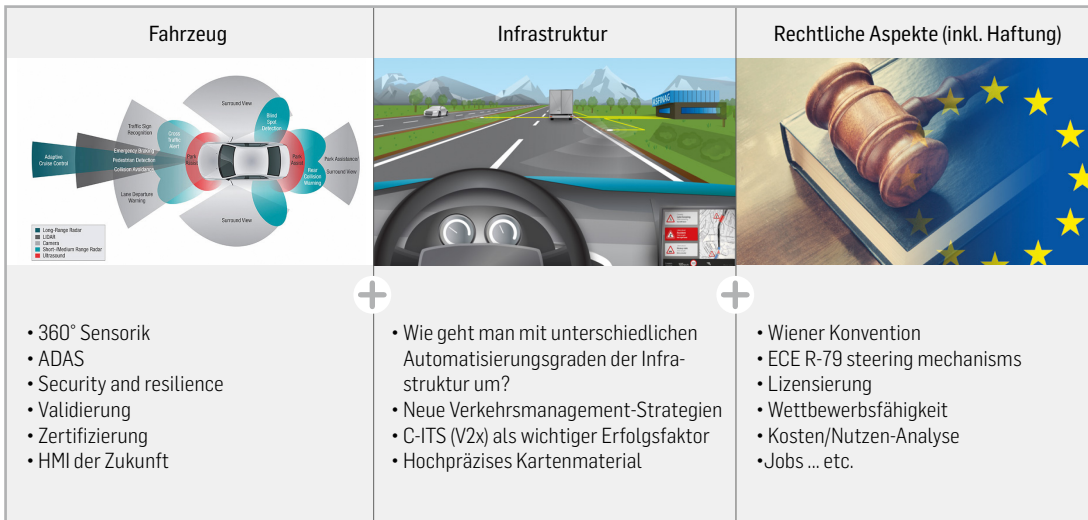 Fahrzeug
Surround View
Traffic Sign
Recognition
Cross
Traffic
Alert
Blind
Spot
Detection
Emergency Braking
Pedestrian Detection
Collision Avoidance
Adaptive
Cruise Control
Park
Assist
Park
Assist
Park Assistance
Surround View
Rear
Collision
Warning
Lane Departure
Warning
Surround View
Long-Range Radar
LIDAR
Camera
Short-/Medium Range Radar
Ultrasound
• 360° Sensorik
• ADAS
• Security and resilience
• Validierung
• Zertifizierung
• HMI der Zukunft
Infrastruktur
ASFINAG
• Wie geht man mit unterschiedlichen
Automatisierungsgraden der Infra-
struktur um?
• Neue Verkehrsmanagement-Strategien
• C-ITS (V2x) als wichtiger Erfolgsfaktor
• Hochpräzises Kartenmaterial
Rechtliche Aspekte (inkl. Haftung)
• Wiener Konvention
• ECE R-79 steering mechanisms
• Lizensierung
• Wettbewerbsfähigkeit
• Kosten/Nutzen-Analyse
•Jobs ... etc.